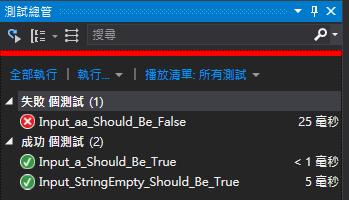 測試總管
搜尋
全部執行 | 執行... | 播放清單: 所有測試
失敗 個測試 (1)
Input_aa_Should_Be_False 25 毫秒
成功 個測試 (2)
Input_a_Should_Be_True < 1 毫秒
Input_StringEmpty_Should_Be_True 5 毫秒